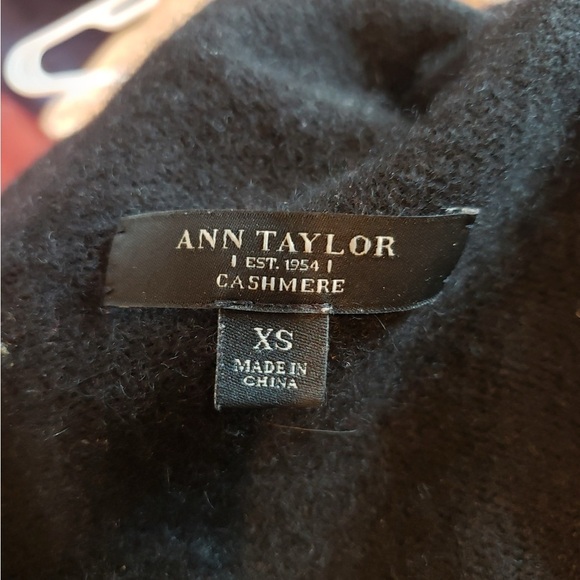 ANN TAYLOR
| EST. 1954 |
CASHMERE
XS
MADE IN
CHINA